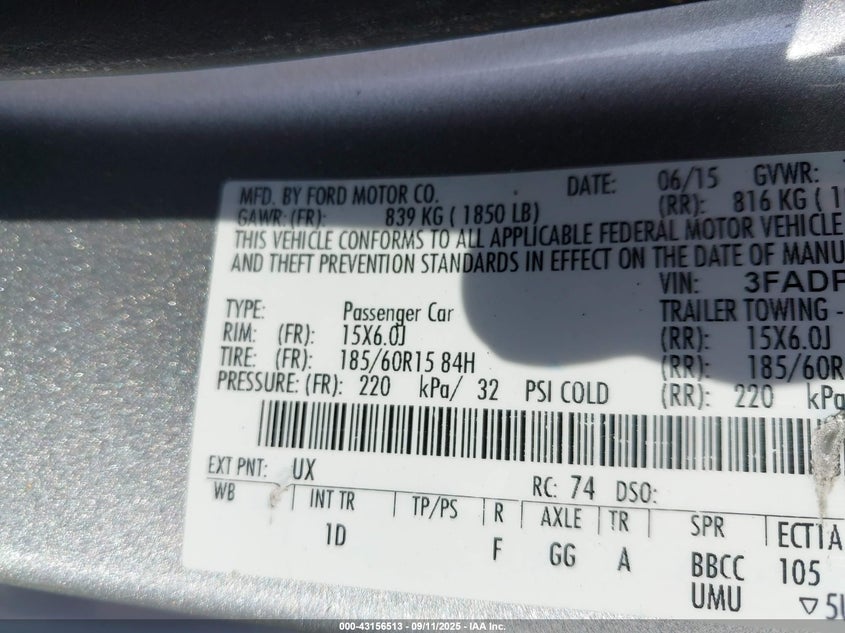 MFD. BY FORD MOTOR CO. DATE: 06/15 GVWR:
GAWR: (FR): 839 KG ( 1850 LB) (RR): 816 KG (
THIS VEHICLE CONFORMS TO ALL APPLICABLE FEDERAL MOTOR VEHICLE
AND THEFT PREVENTION STANDARDS IN EFFECT ON THE DATE OF MANU
VIN: 3FADP
TYPE: Passenger Car TRAILER TOWING -
RIM: (FR): 15X6.0J (RR): 15X6.0J
TIRE: (FR): 185/60R15 84H (RR): 185/60R
PRESSURE: (FR): 220 kPa/ 32 PSI COLD (RR): 220 kPa
EXT PNT: UX RC: 74 DSO:
WB INT TR TP/PS R AXLE TR SPR ECTIA
1D F GG A BBCC 105
UMU ▽5U
000-43156513 - 09/11/2025 - IAA Inc.